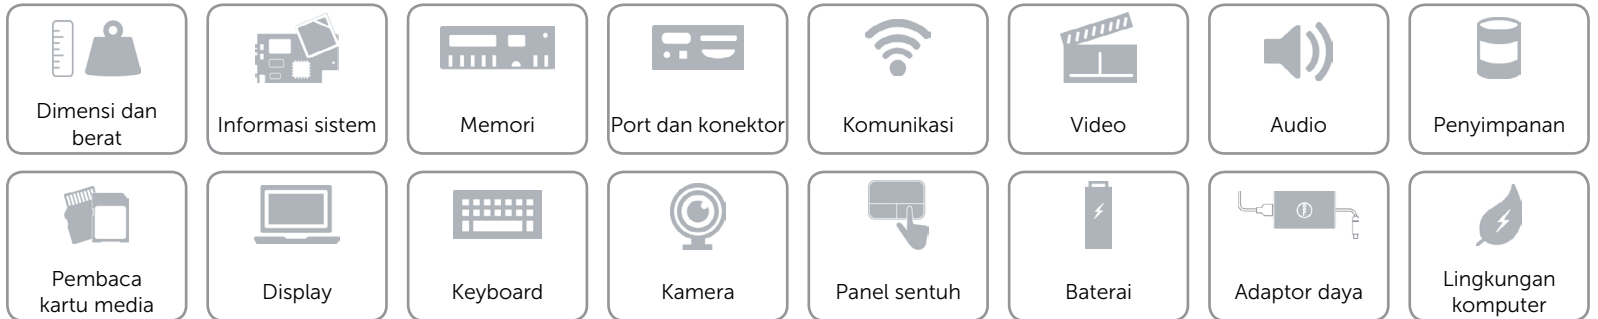 Dimensi dan
berat
Informasi sistem
Memori
Port dan konektor
Komunikasi
Video
Audio
Penyimpanan
Pembaca
kartu media
Display
Keyboard
Kamera
Panel sentuh
Baterai
Adaptor daya
Lingkungan
komputer